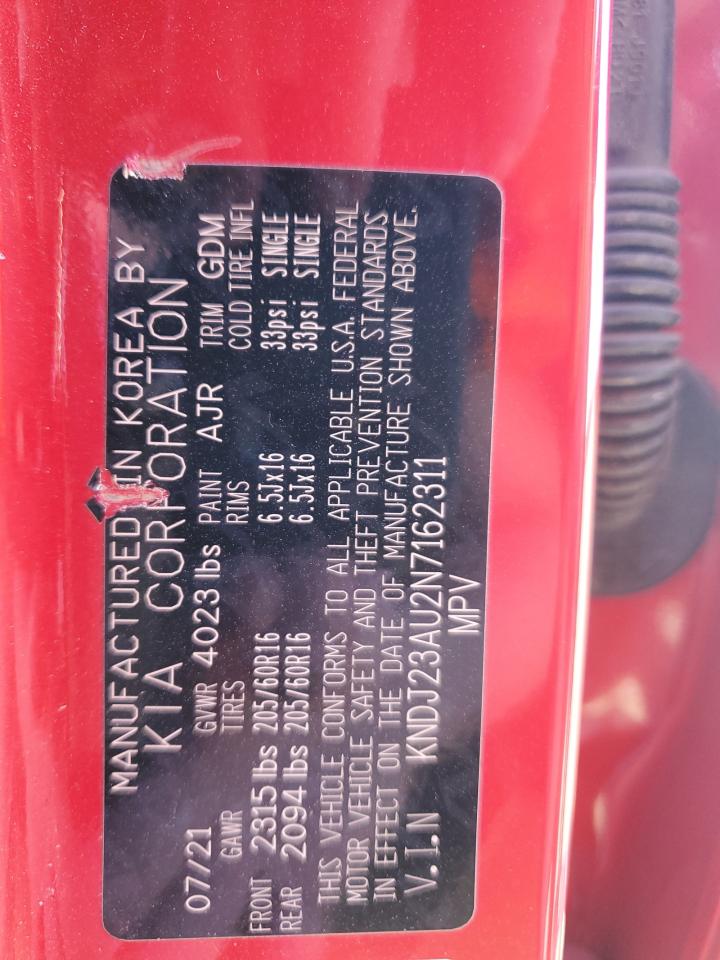 MANUFACTURED IN KOREA BY
KIA CORPORATION
07/21 GVWR 4023 lbs PAINT AJR TRIM GDM
GAWR TIRES RIMS COLD TIRE INFL
FRONT 2315 lbs 205/60R16 6.5Jx16 33psi SINGLE
REAR 2094 lbs 205/60R16 6.5Jx16 33psi SINGLE
THIS VEHICLE CONFORMS TO ALL APPLICABLE U.S.A. FEDERAL
MOTOR VEHICLE SAFETY AND THEFT PREVENTION STANDARDS
IN EFFECT ON THE DATE OF MANUFACTURE SHOWN ABOVE.
V.I.N KNDJ23AU2N7162311
MPV